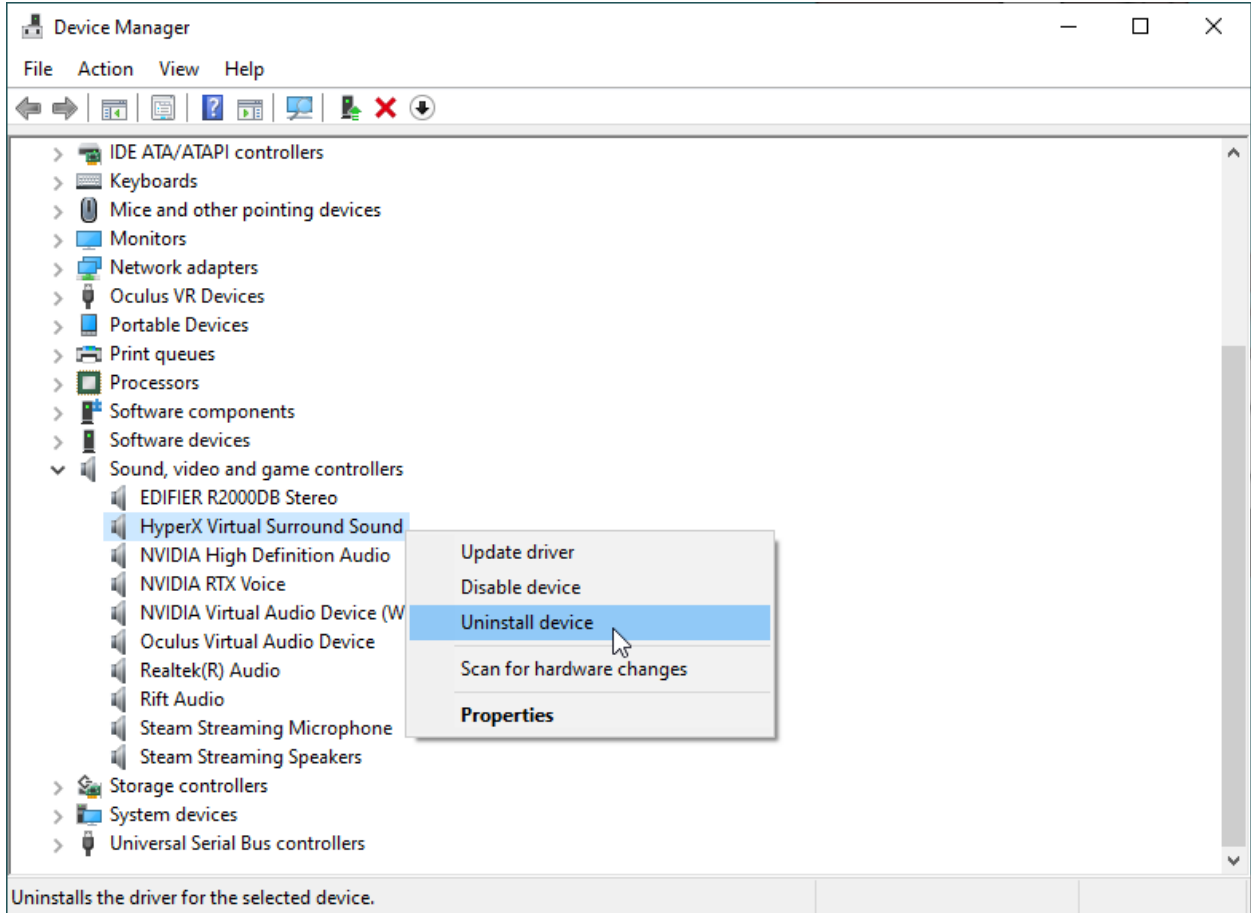 Device Manager
File Action View Help
IDE ATA/ATAPI controllers
Keyboards
Mice and other pointing devices
Monitors
Network adapters
Oculus VR Devices
Portable Devices
Print queues
Processors
Software components
Software devices
Sound, video and game controllers
EDIFIER R2000DB Stereo
HyperX Virtual Surround Sound
NVIDIA High Definition Audio
NVIDIA RTX Voice
NVIDIA Virtual Audio Device (W
Oculus Virtual Audio Device
Realtek(R) Audio
Rift Audio
Steam Streaming Microphone
Steam Streaming Speakers
Storage controllers
System devices
Universal Serial Bus controllers
Update driver
Disable device
Uninstall device
Scan for hardware changes
Properties
Uninstalls the driver for the selected device.